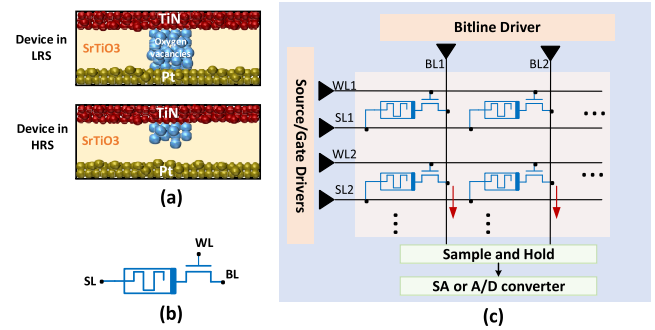 TiN
Device in
LRS
SrTiO3
Oxygen
vacancies
Pt
TiN
Device in
HRS
SrTiO3
Pt
(a)
WL
SL
BL
(b)
Bitline Driver
BL1
BL2
Source/Gate Drivers
WL1
SL1
WL2
SL2
Sample and Hold
SA or A/D converter
(c)